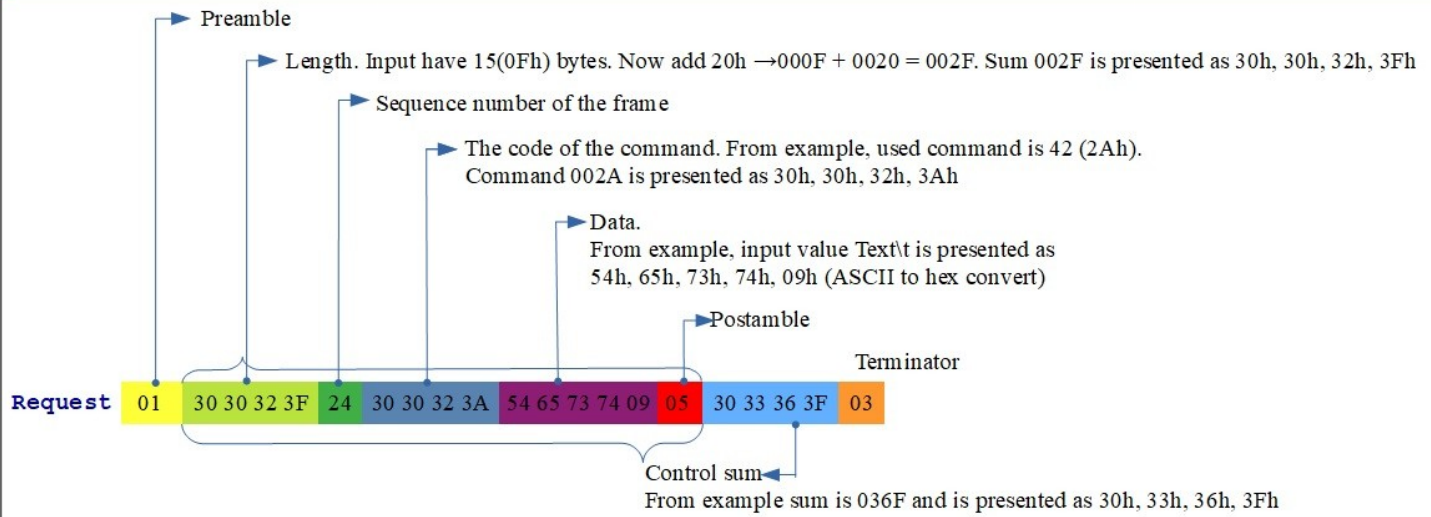 Preamble
Length. Input have 15(0Fh) bytes. Now add 20h →000F + 0020 = 002F. Sum 002F is presented as 30h, 30h, 32h, 3Fh
Sequence number of the frame
The code of the command. From example, used command is 42 (2Ah).
Command 002A is presented as 30h, 30h, 32h, 3Ah
Data.
From example, input value Text\t is presented as
54h, 65h, 73h, 74h, 09h (ASCII to hex convert)
Postamble
Terminator
Request 01 30 30 32 3F 24 30 30 32 3A 54 65 73 74 09 05 30 33 36 3F 03
Control sum
From example sum is 036F and is presented as 30h, 33h, 36h, 3Fh